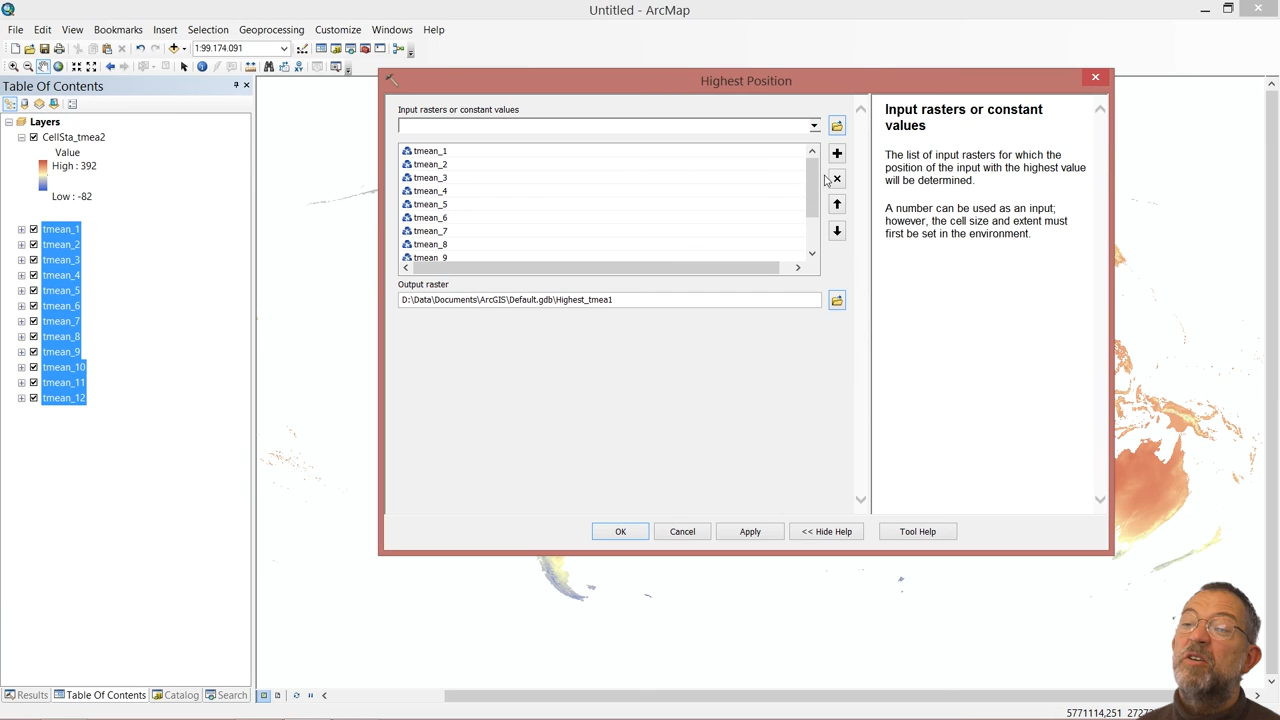 Untitled - ArcMap
File Edit View Bookmarks Insert Selection Geoprocessing Customize Windows Help
1:99.174.091
Table Of Contents
Layers
CellSta_tmea2
Value
High : 392
Low : -82
tmean_1
tmean_2
tmean_3
tmean_4
tmean_5
tmean_6
tmean_7
tmean_8
tmean_9
tmean_10
tmean_11
tmean_12
Results Table Of Contents Catalog Search
Highest Position
Input rasters or constant values
tmean_1
tmean_2
tmean_3
tmean_4
tmean_5
tmean_6
tmean_7
tmean_8
tmean_9
Output raster
D:\Data\Documents\ArcGIS\Default.gdb\Highest_tmea1
OK Cancel Apply << Hide Help Tool Help
Input rasters or constant
values
The list of input rasters for which the
position of the input with the highest value
will be determined.
A number can be used as an input;
however, the cell size and extent must
first be set in the environment.